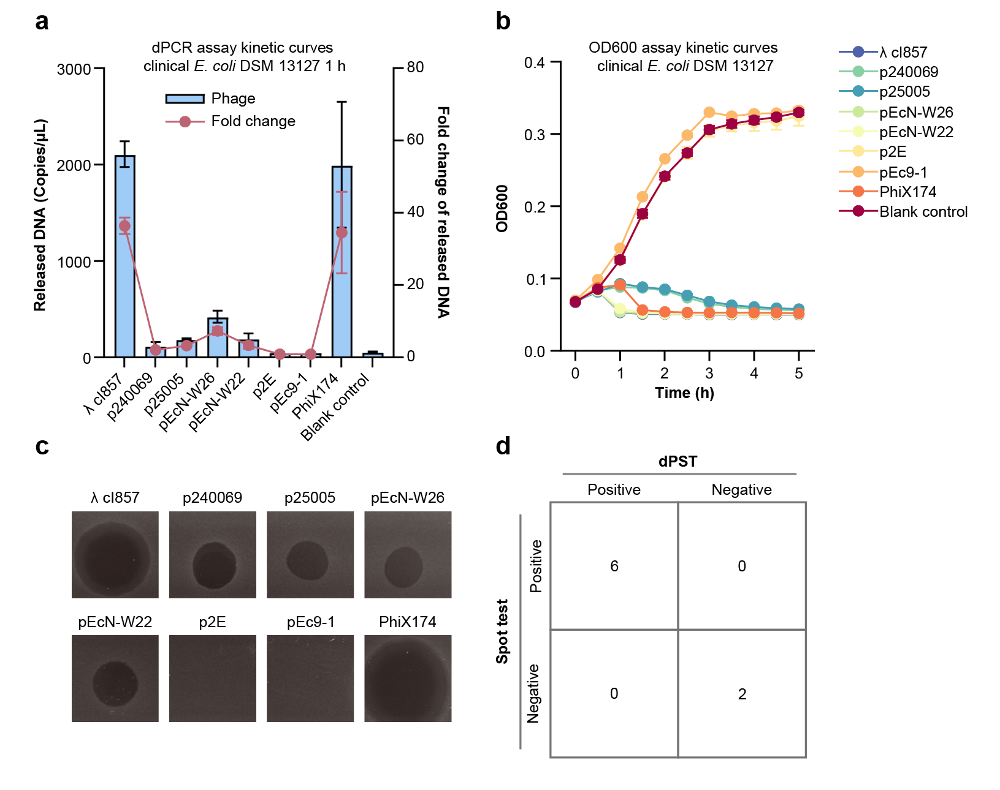 a
dPCR assay kinetic curves
clinical E. coli DSM 13127 1 h
Phage
Fold change
Released DNA (Copies/µL)
3000
2000
1000
0
Fold change of released DNA
80
60
40
20
0
λ cI857
p240069
p25005
pEcN-W26
pEcN-W22
p2E
pEc9-1
PhiX174
Blank control
b
OD600 assay kinetic curves
clinical E. coli DSM 13127
OD600
0.4
0.3
0.2
0.1
0.0
0 1 2 3 4 5
Time (h)
λ cI857
p240069
p25005
pEcN-W26
pEcN-W22
p2E
pEc9-1
PhiX174
Blank control
c
λ cI857 p240069 p25005 pEcN-W26
pEcN-W22 p2E pEc9-1 PhiX174
d
dPST
Positive Negative
Spot test
Positive
6 0
Negative
0 2